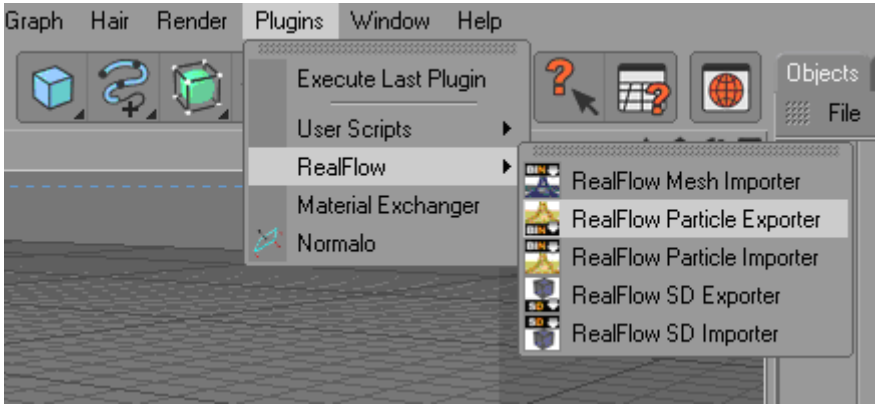 Graph Hair Render Plugins Window Help
Execute Last Plugin
User Scripts
RealFlow
Material Exchanger
Normalo
RealFlow Mesh Importer
RealFlow Particle Exporter
RealFlow Particle Importer
RealFlow SD Exporter
RealFlow SD Importer
Objects
File